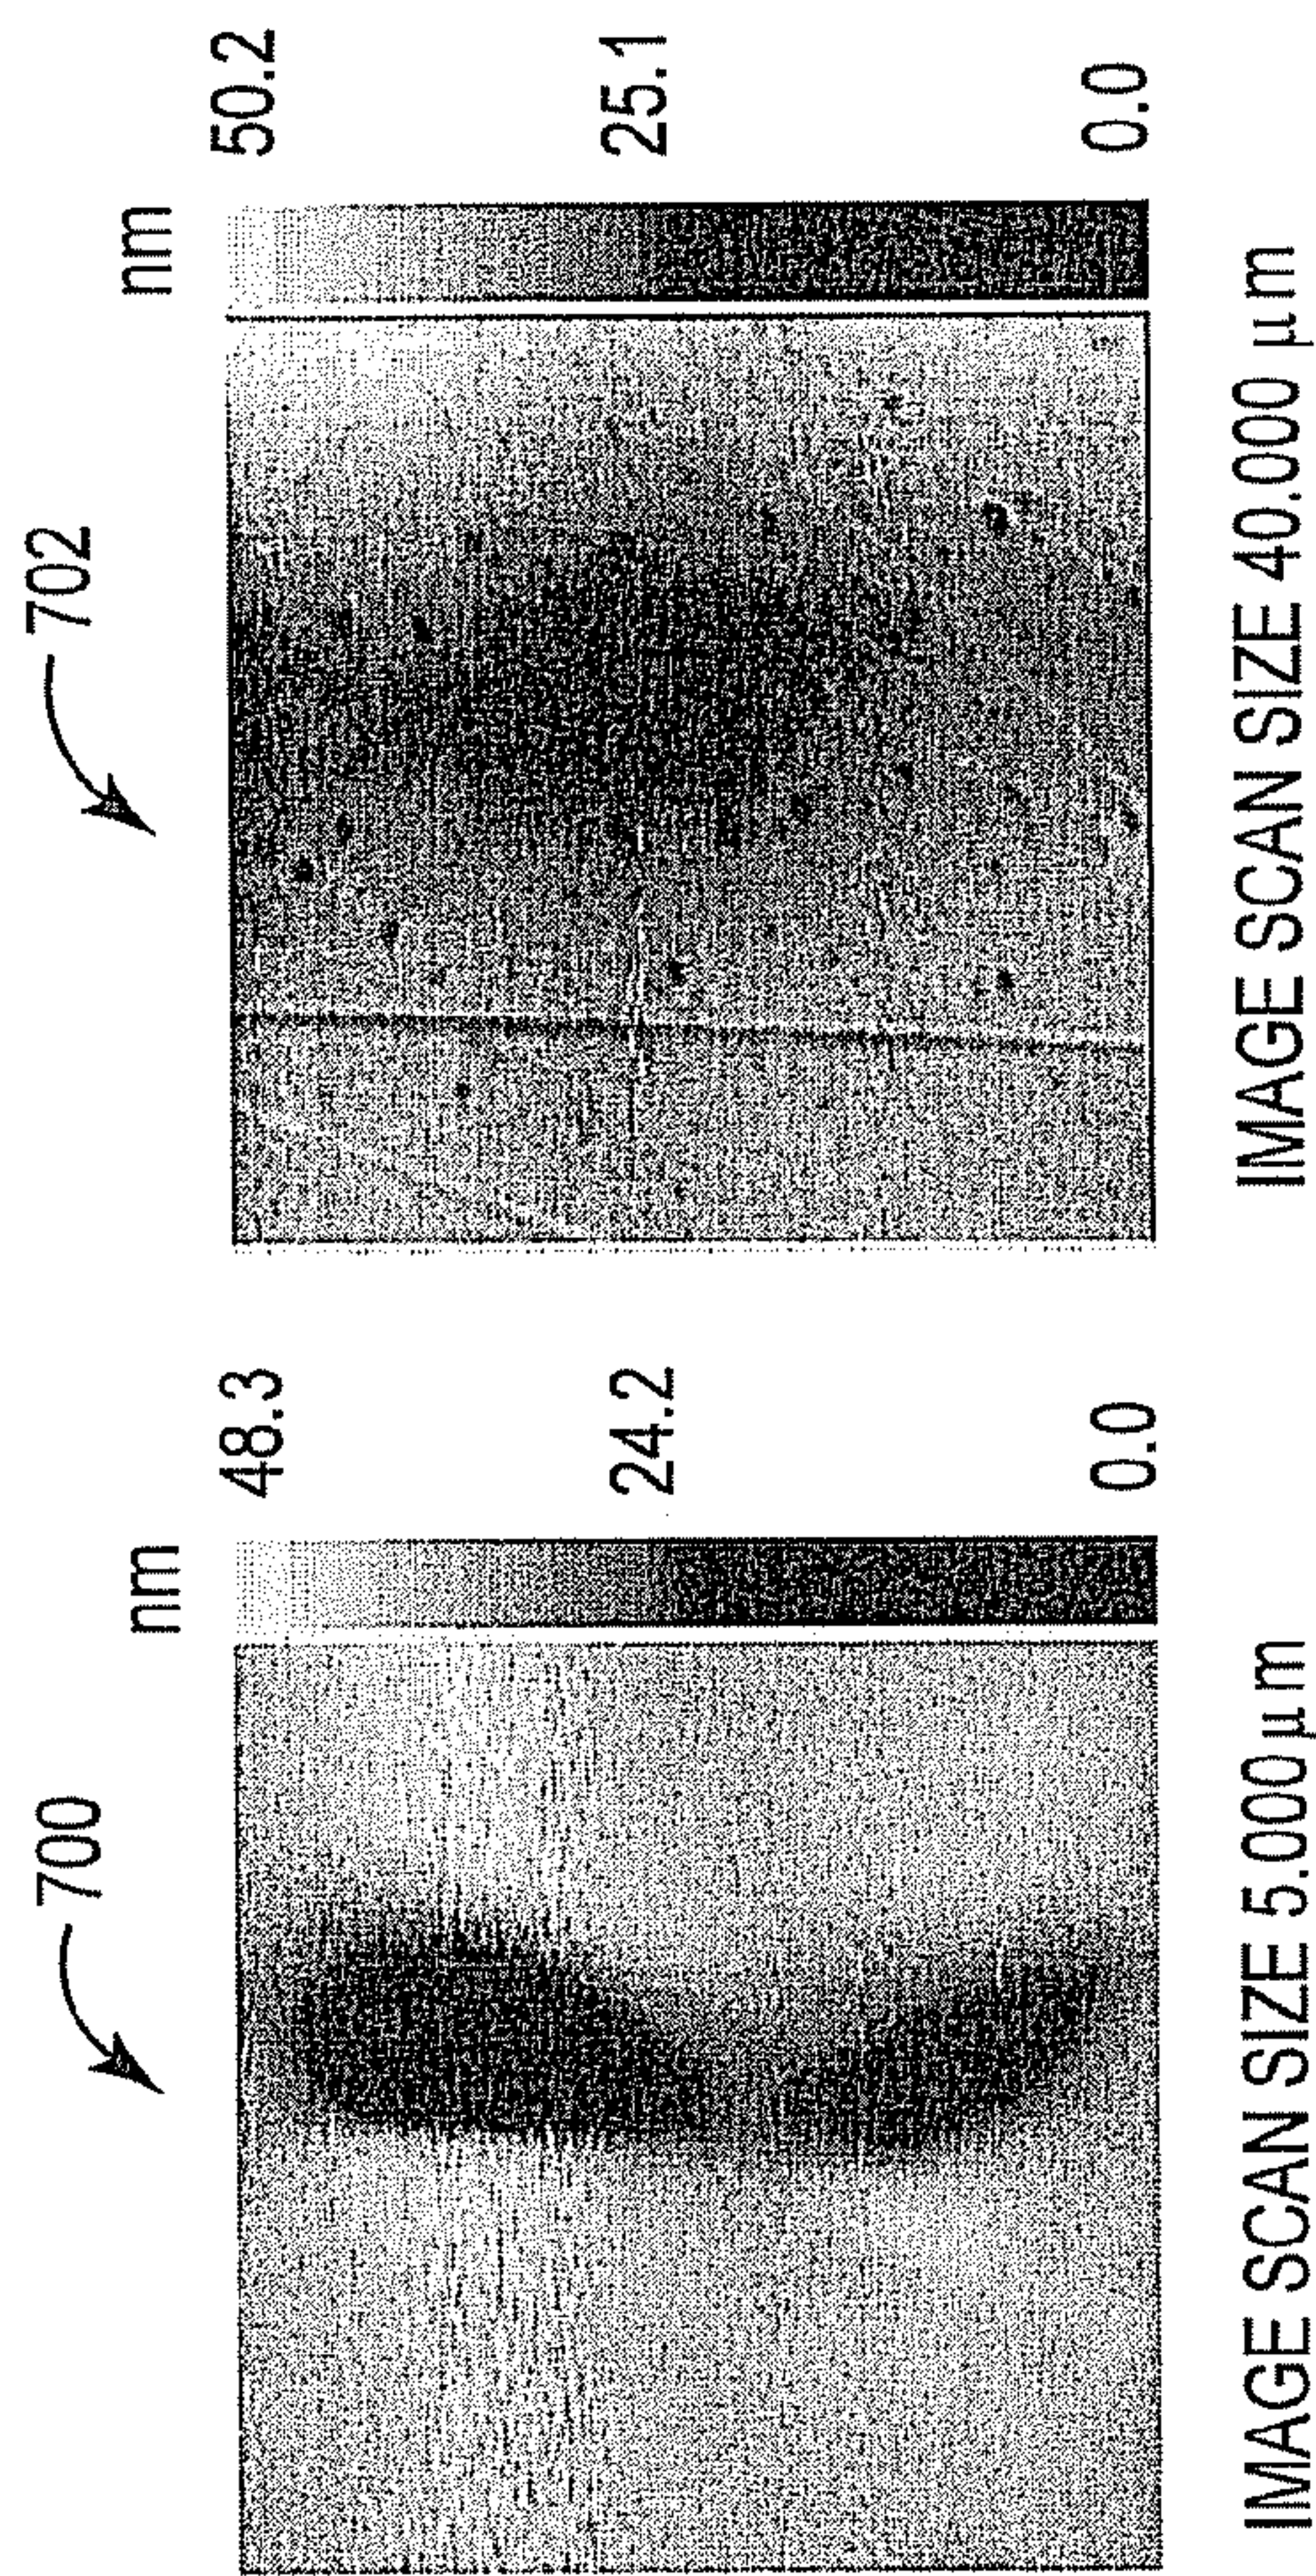 700
nm
48.3
24.2
0.0
IMAGE SCAN SIZE 5.000 μm
702
nm
50.2
25.1
0.0
IMAGE SCAN SIZE 40.000 μm